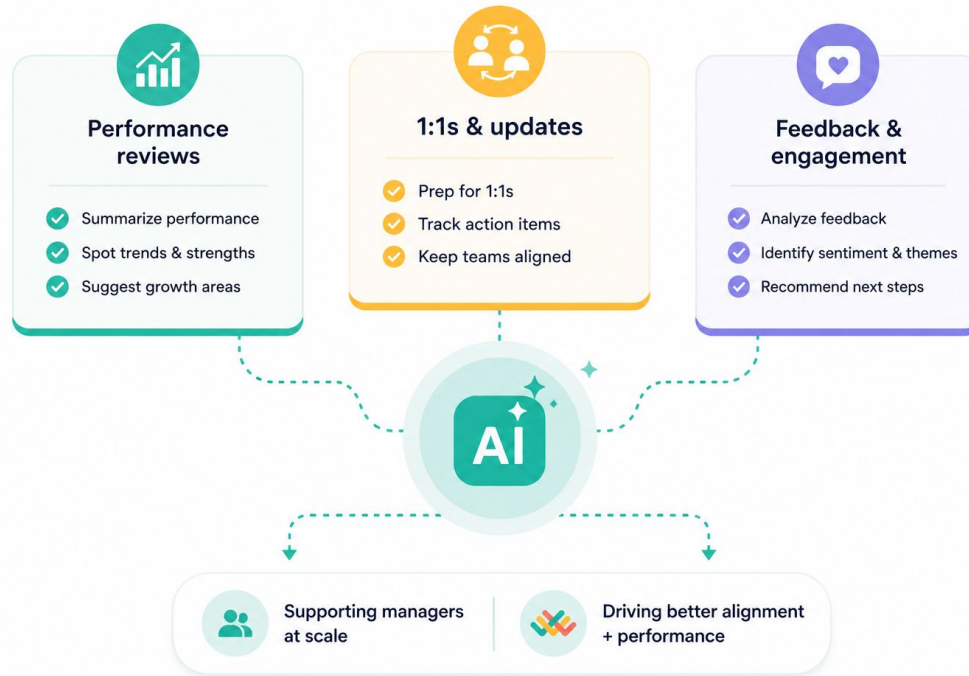 Performance
reviews
Summarize performance
Spot trends & strengths
Suggest growth areas
1:1s & updates
Prep for 1:1s
Track action items
Keep teams aligned
Feedback &
engagement
Analyze feedback
Identify sentiment & themes
Recommend next steps
AI
Supporting managers
at scale
Driving better alignment
+ performance